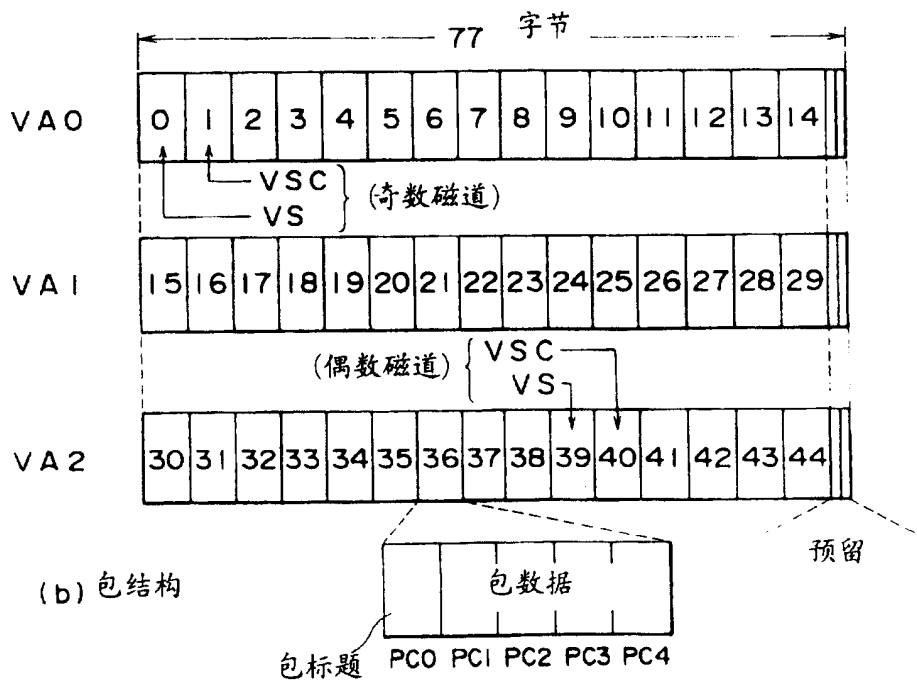 77 字节
VA0 0 1 2 3 4 5 6 7 8 9 10 11 12 13 14
VSC
VS
(奇数磁道)
VA1 15 16 17 18 19 20 21 22 23 24 25 26 27 28 29
(偶数磁道)
VSC
VS
VA2 30 31 32 33 34 35 36 37 38 39 40 41 42 43 44
预留
(b) 包结构
包数据
包标题
PC0 PC1 PC2 PC3 PC4